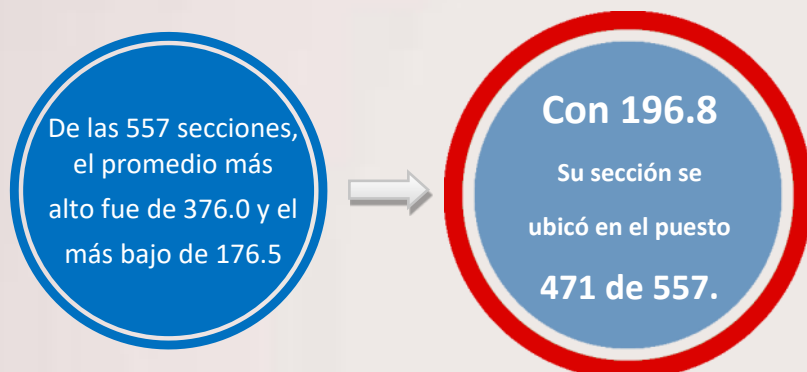 De las 557 secciones,
el promedio más
alto fue de 376.0 y el
más bajo de 176.5
Con 196.8
Su sección se
ubicó en el puesto
471 de 557.